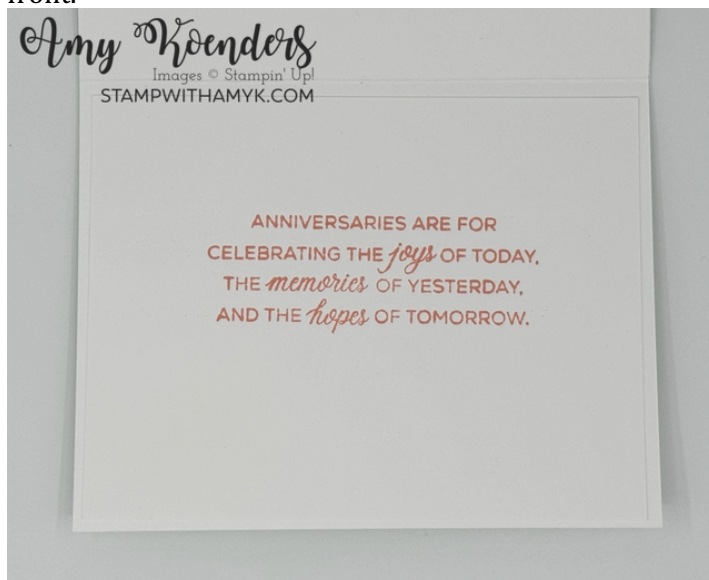 front.
Amy Koenders
Images © Stampin' Up!
STAMPWITHAMYK.COM
ANNIVERSARIES ARE FOR
CELEBRATING THE joys OF TODAY,
THE memories OF YESTERDAY,
AND THE hopes OF TOMORROW.